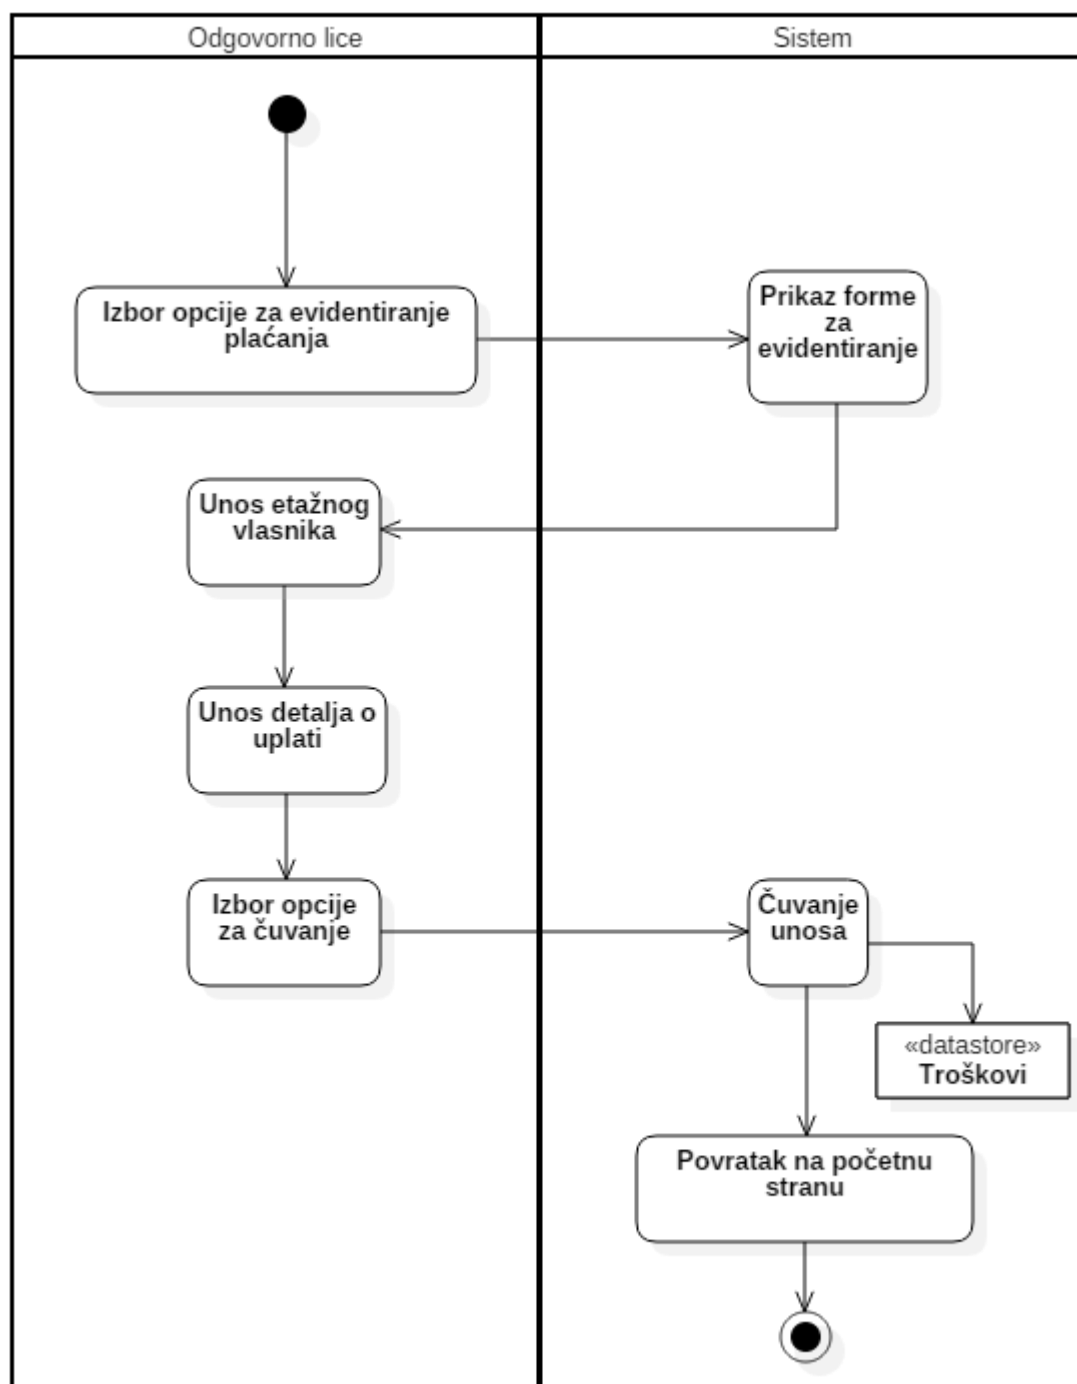 Odgovorno lice
Sistem
Izbor opcije za evidentiranje
plaćanja
Prikaz forme
za
evidentiranje
Unos etažnog
vlasnika
Unos detalja o
uplati
Izbor opcije
za čuvanje
Čuvanje
unosa
«datastore»
Troškovi
Povratak na početnu
stranu